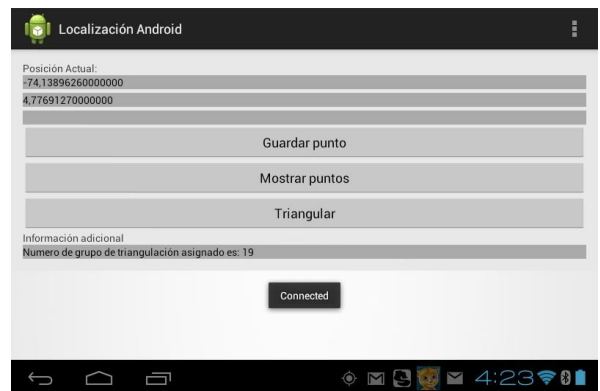 Localización Android
Posición Actual:
-74,13896260000000
4,77691270000000
Guardar punto
Mostrar puntos
Triangular
Información adicional
Numero de grupo de triangulación asignado es: 19
Connected
4:23